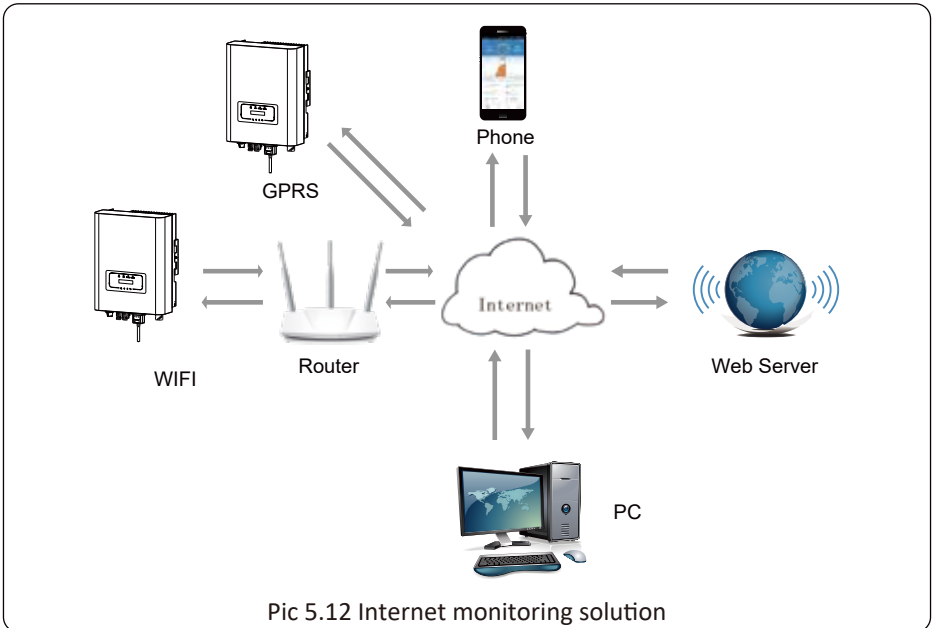 Phone
GPRS
Internet
WIFI
Router
Web Server
PC
Pic 5.12 Internet monitoring solution